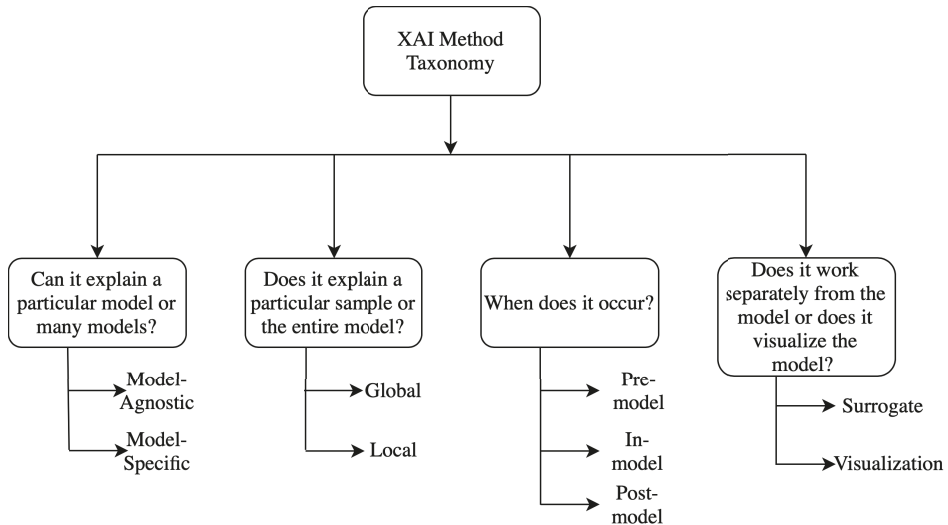 XAI Method
Taxonomy
Can it explain a
particular model or
many models?
Model-
Agnostic
Model-
Specific
Does it explain a
particular sample or
the entire model?
Global
Local
When does it occur?
Pre-
model
In-
model
Post-
model
Does it work
separately from the
model or does it
visualize the
model?
Surrogate
Visualization